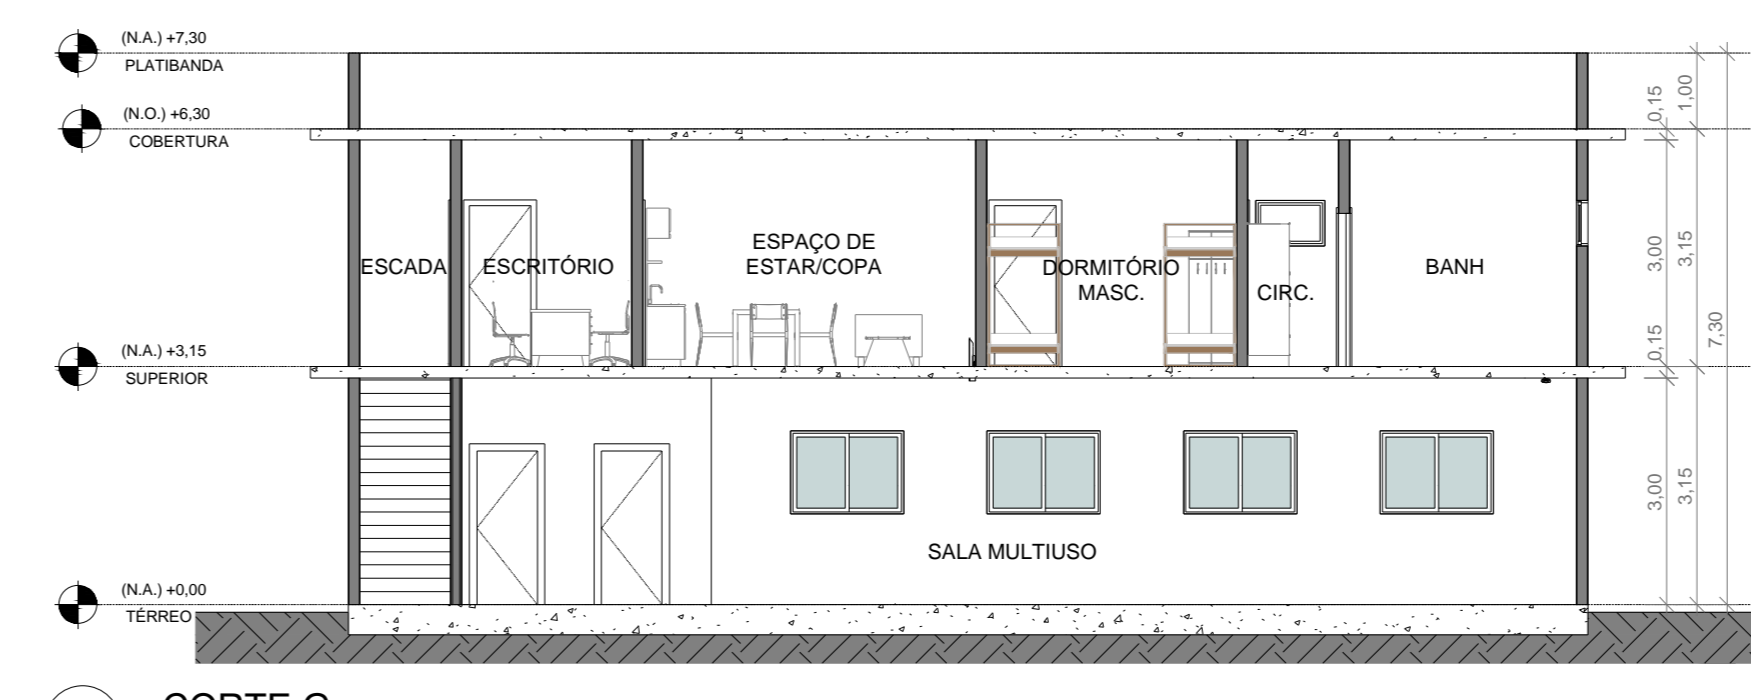 (N.A.) +7,30
PLATIBANDA
(N.O.) +6,30
COBERTURA
0,15
1,00
ESCADA
ESCRITÓRIO
ESPAÇO DE
ESTAR/COPA
DORMITÓRIO
MASC.
CIRC.
BANH
3,00
3,15
(N.A.) +3,15
SUPERIOR
0,15
7,30
SALA MULTIUSO
3,00
3,15
(N.A.) +0,00
TÉRREO